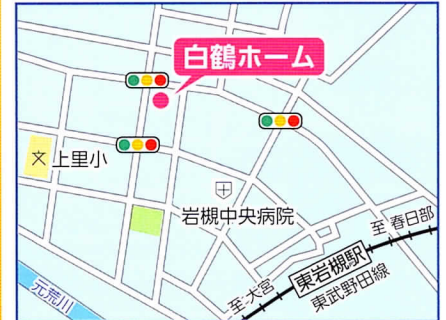 白鶴ホーム
文 上里小
岩槻中央病院
至 春日部
東岩槻駅
東武野田線
至大宮
元荒川